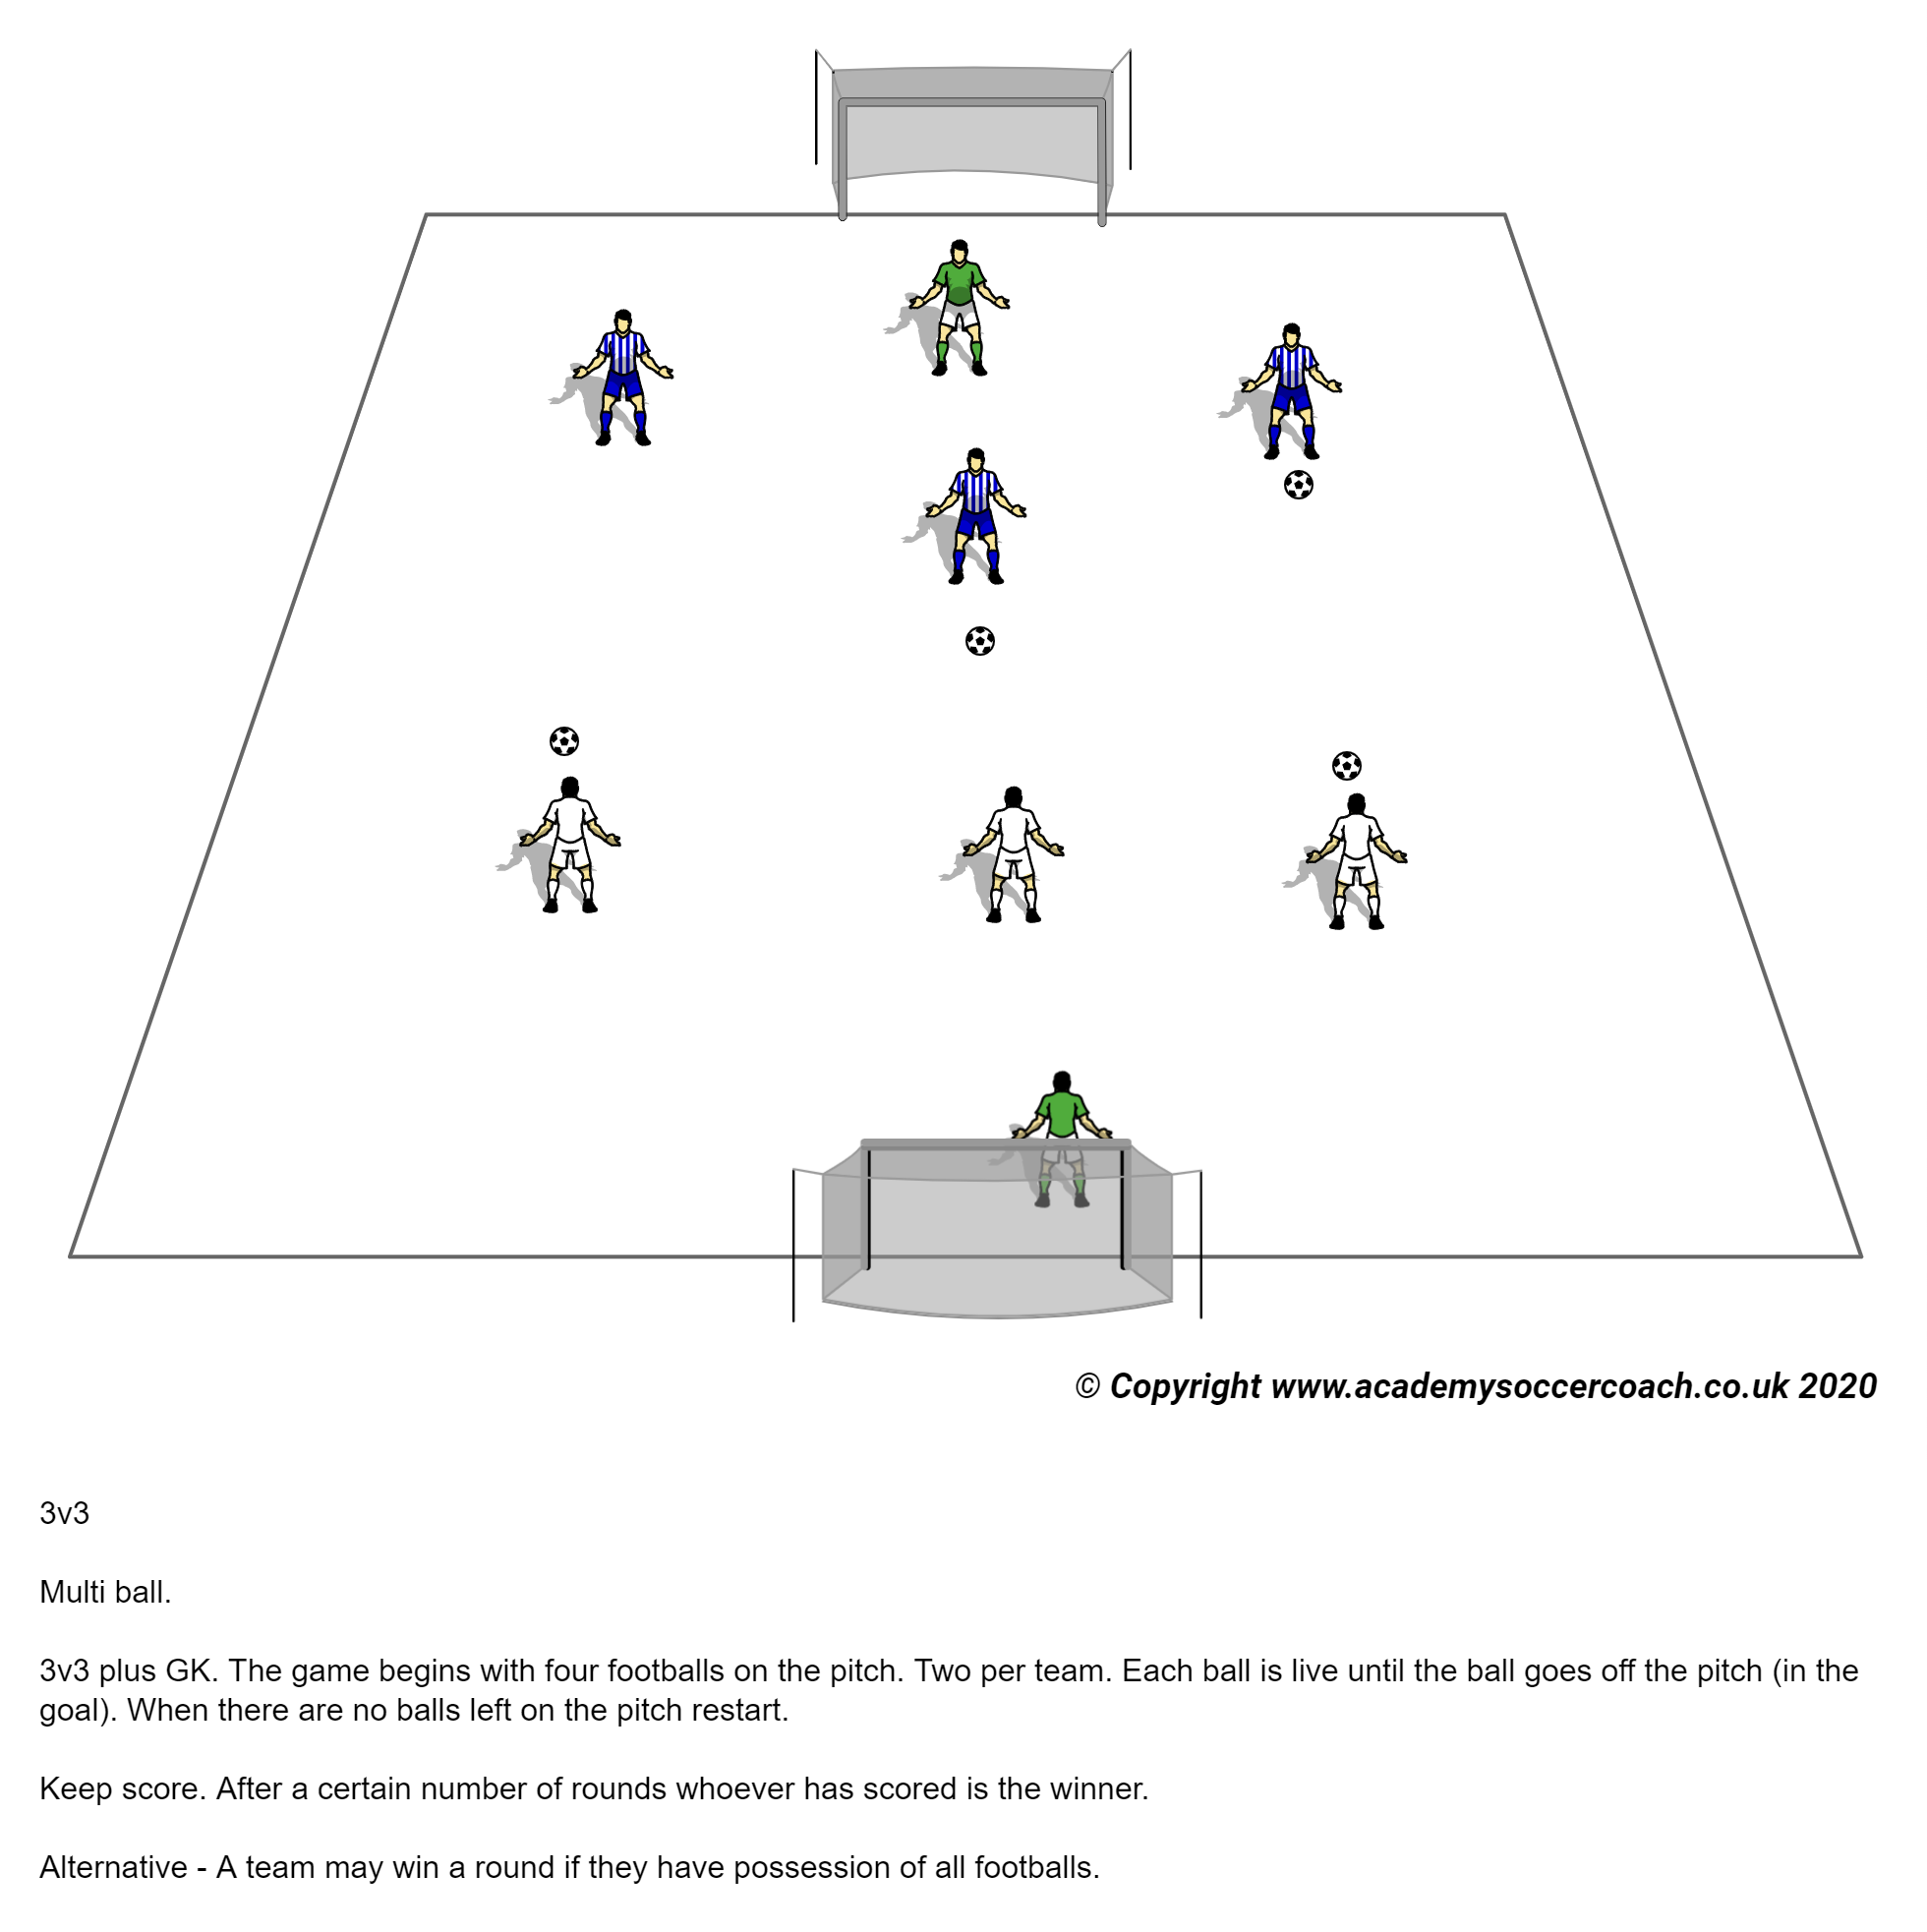 © Copyright www.academysoccercoach.co.uk 2020
3v3
Multi ball.
3v3 plus GK. The game begins with four footballs on the pitch. Two per team. Each ball is live until the ball goes off the pitch (in the
goal). When there are no balls left on the pitch restart.
Keep score. After a certain number of rounds whoever has scored is the winner.
Alternative - A team may win a round if they have possession of all footballs.